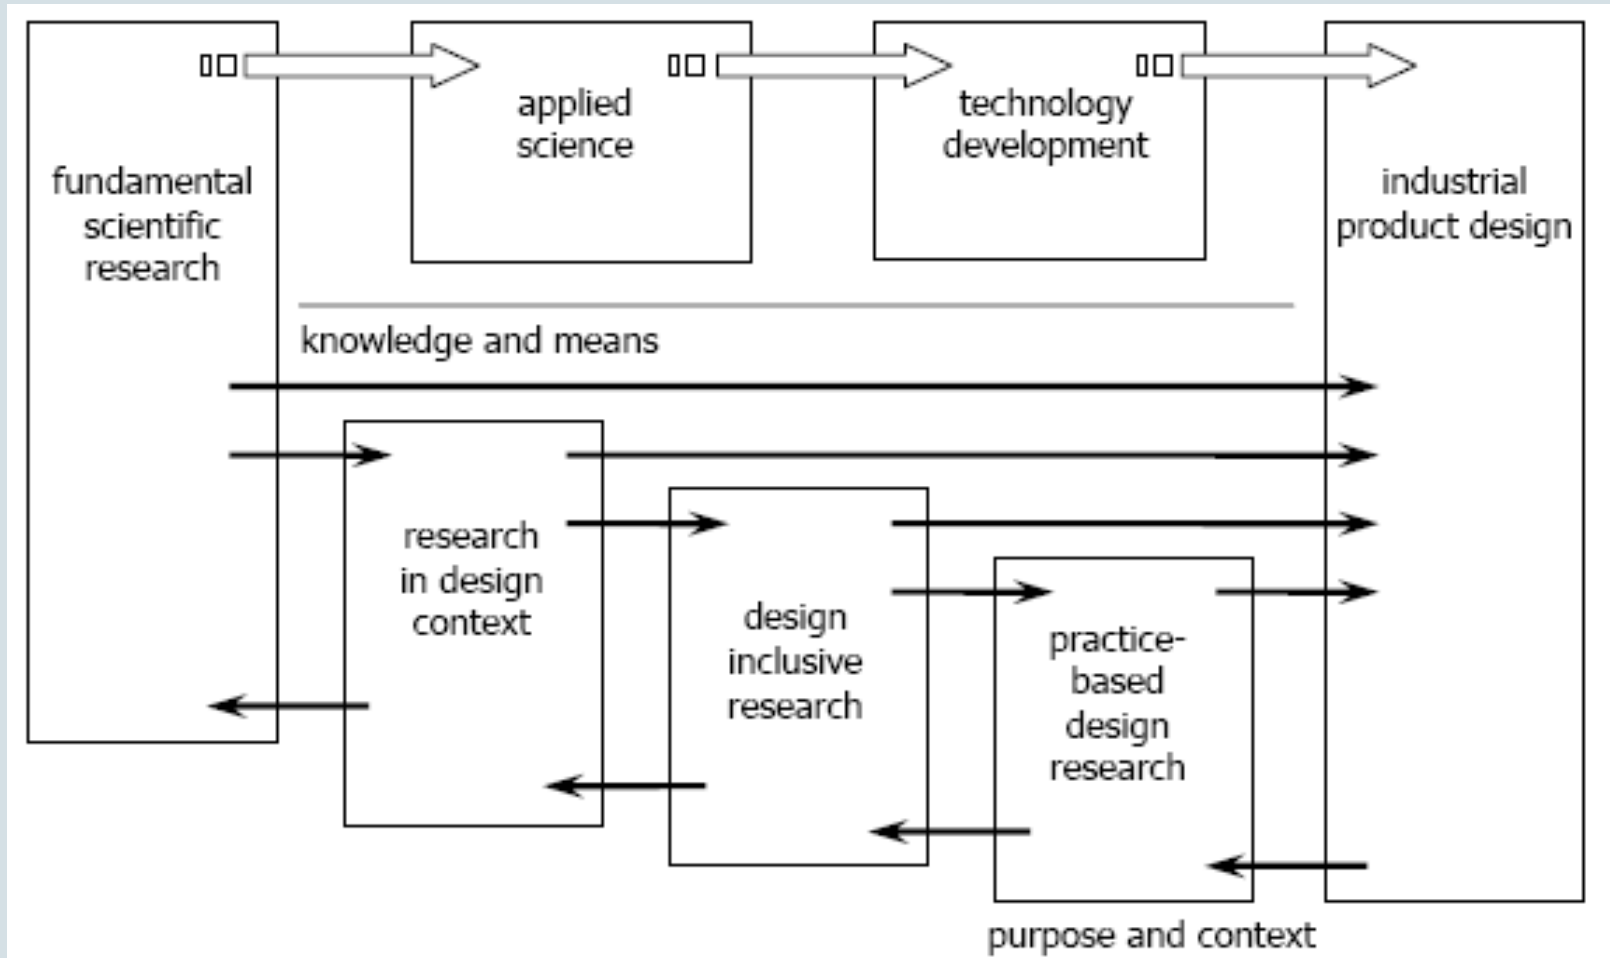 applied
science
technology
development
fundamental
scientific
research
industrial
product design
knowledge and means
research
in design
context
design
inclusive
research
practice-
based
design
research
purpose and context